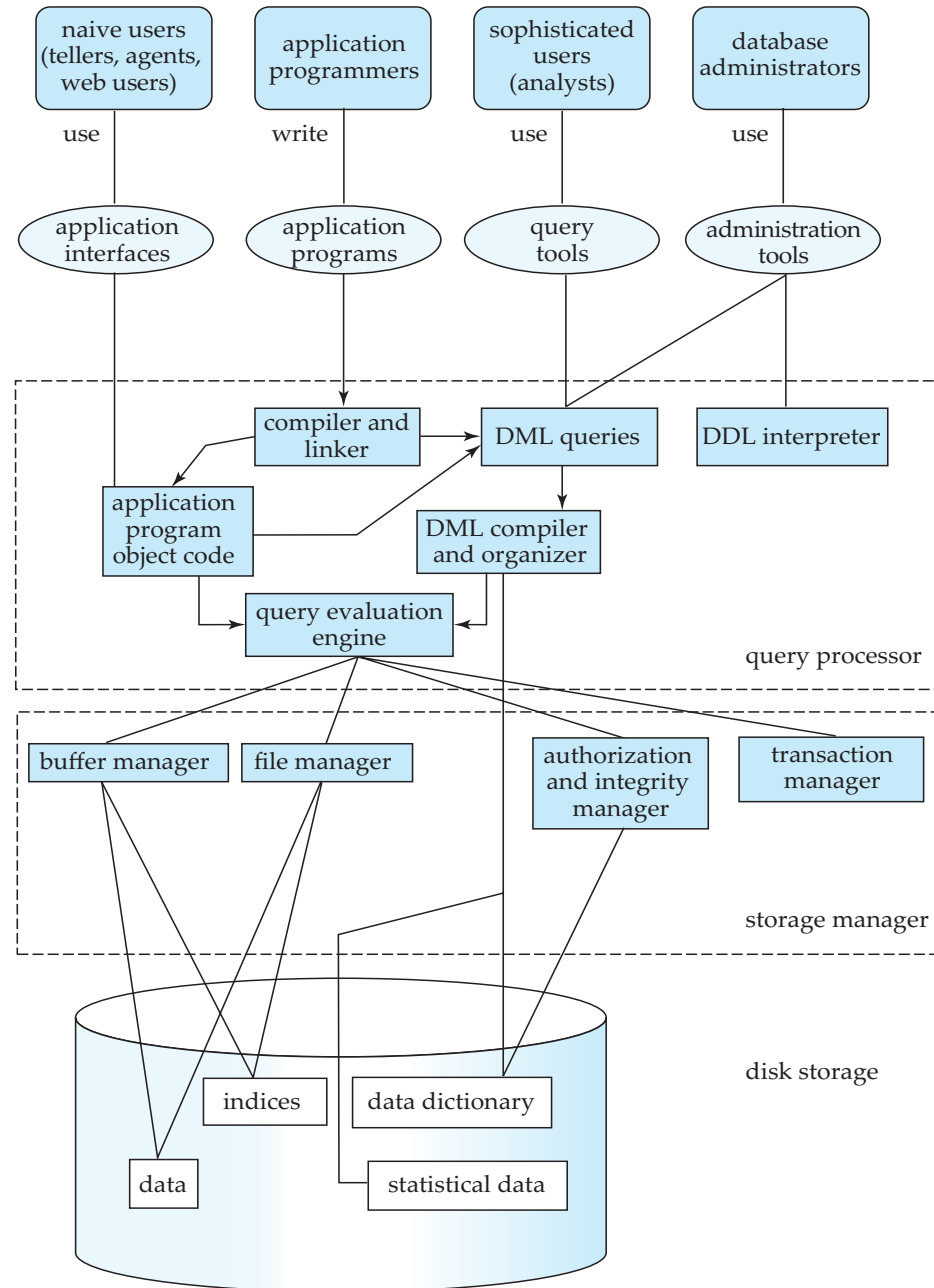 naive users
(tellers, agents,
web users)
application
programmers
sophisticated
users
(analysts)
database
administrators
use
write
use
use
application
interfaces
application
programs
query
tools
administration
tools
compiler and
linker
DML queries
DDL interpreter
application
program
object code
DML compiler
and organizer
query evaluation
engine
query processor
buffer manager
file manager
authorization
and integrity
manager
transaction
manager
storage manager
disk storage
indices
data dictionary
data
statistical data